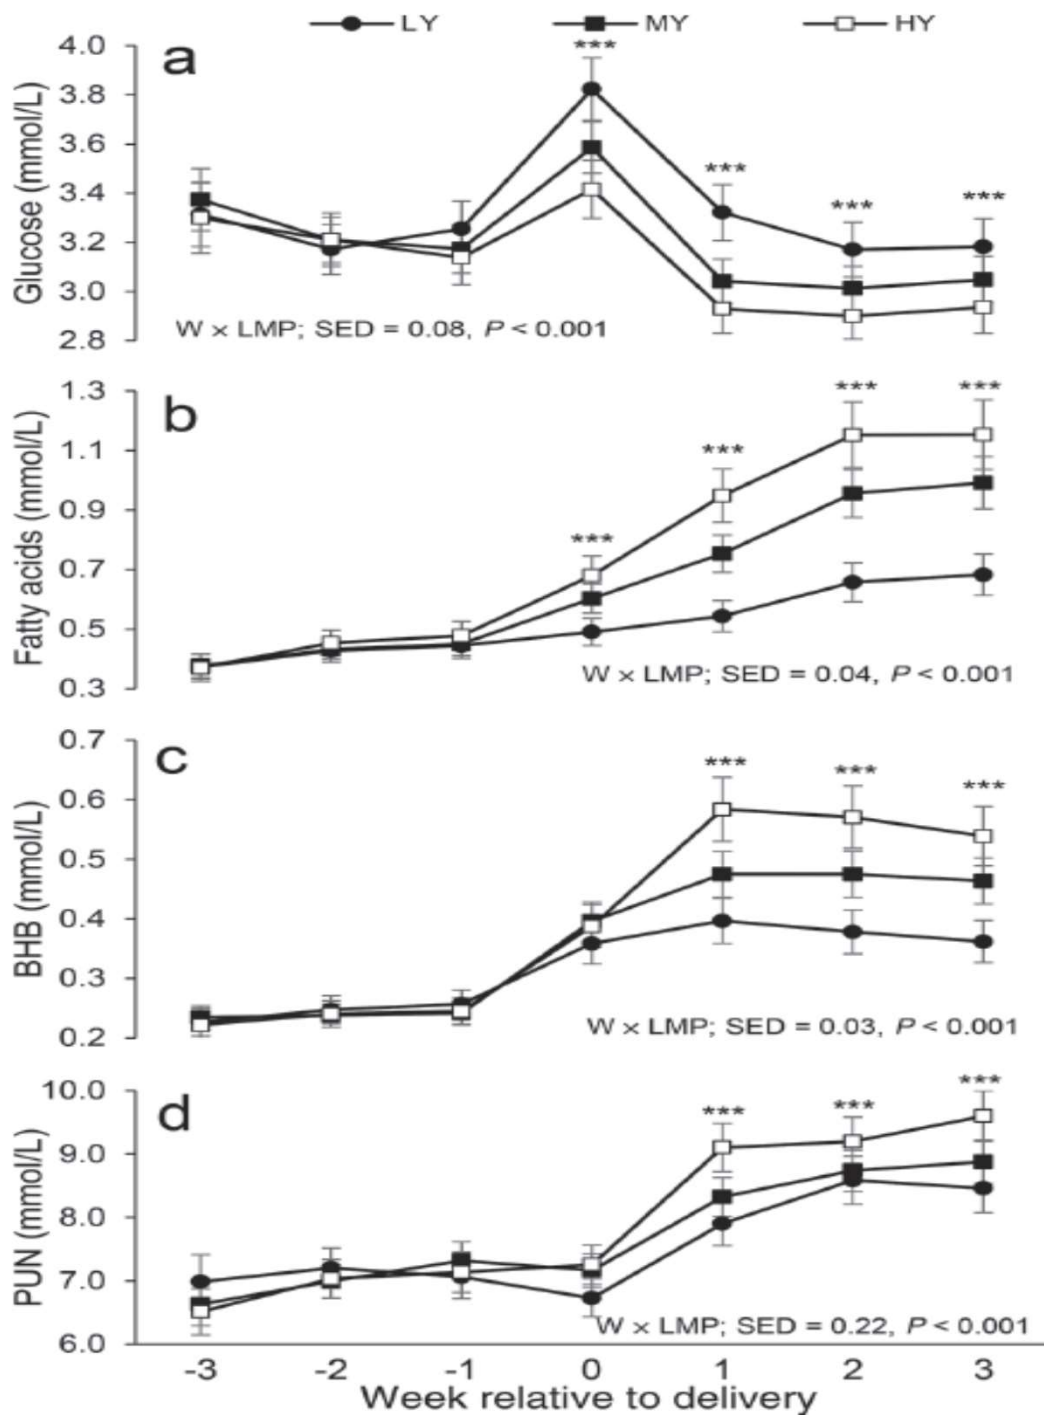 LY MY HY
a
***
4.0
3.8
3.6
3.4
3.2
3.0
2.8
Glucose (mmol/L)
***
***
***
W × LMP; SED = 0.08, P < 0.001
b
1.3
1.1
0.9
0.7
0.5
0.3
Fatty acids (mmol/L)
***
***
***
***
W × LMP; SED = 0.04, P < 0.001
c
0.7
0.6
0.5
0.4
0.3
0.2
BHB (mmol/L)
***
***
***
W × LMP; SED = 0.03, P < 0.001
d
10.0
9.0
8.0
7.0
6.0
PUN (mmol/L)
***
***
***
W × LMP; SED = 0.22, P < 0.001
-3 -2 -1 0 1 2 3
Week relative to delivery